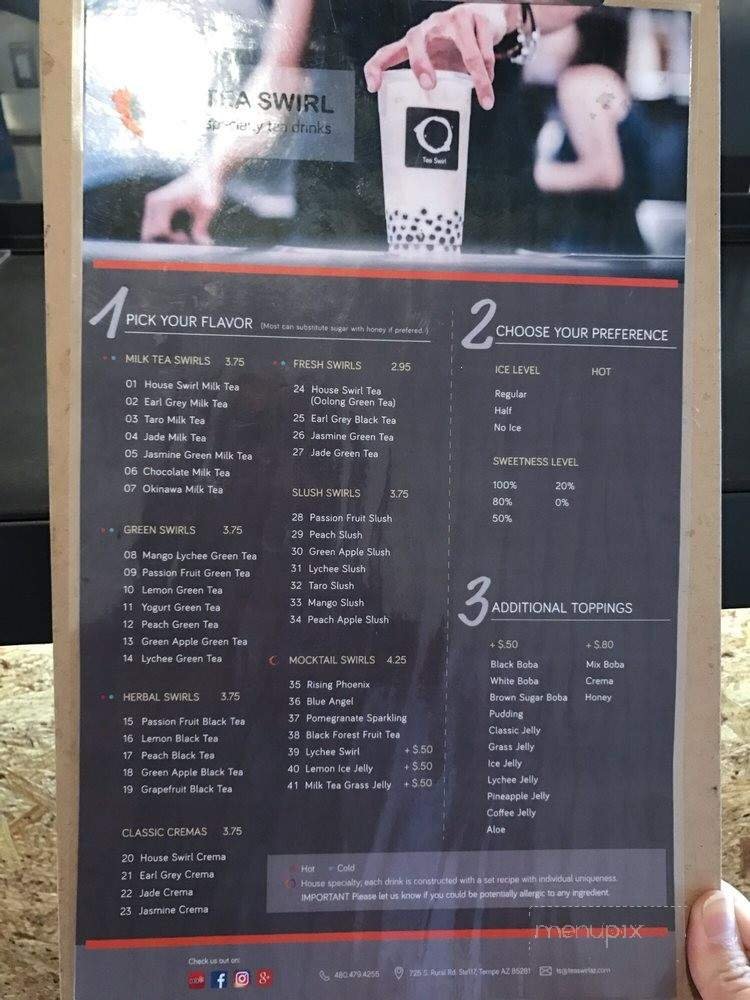 TEA SWIRL
specialty tea drinks
Tea Swirl
1 PICK YOUR FLAVOR (Most can substitute sugar with honey if prefered.)
MILK TEA SWIRLS 3.75
01 House Swirl Milk Tea
02 Earl Grey Milk Tea
03 Taro Milk Tea
04 Jade Milk Tea
05 Jasmine Green Milk Tea
06 Chocolate Milk Tea
07 Okinawa Milk Tea
GREEN SWIRLS 3.75
08 Mango Lychee Green Tea
09 Passion Fruit Green Tea
10 Lemon Green Tea
11 Yogurt Green Tea
12 Peach Green Tea
13 Green Apple Green Tea
14 Lychee Green Tea
HERBAL SWIRLS 3.75
15 Passion Fruit Black Tea
16 Lemon Black Tea
17 Peach Black Tea
18 Green Apple Black Tea
19 Grapefruit Black Tea
CLASSIC CREMAS 3.75
20 House Swirl Crema
21 Earl Grey Crema
22 Jade Crema
23 Jasmine Crema
FRESH SWIRLS 2.95
24 House Swirl Tea
(Oolong Green Tea)
25 Earl Grey Black Tea
26 Jasmine Green Tea
27 Jade Green Tea
SLUSH SWIRLS 3.75
28 Passion Fruit Slush
29 Peach Slush
30 Green Apple Slush
31 Lychee Slush
32 Taro Slush
33 Mango Slush
34 Peach Apple Slush
MOCKTAIL SWIRLS 4.25
35 Rising Phoenix
36 Blue Angel
37 Pomegranate Sparkling
38 Black Forest Fruit Tea
39 Lychee Swirl + $.50
40 Lemon Ice Jelly + $.50
41 Milk Tea Grass Jelly + $.50
2 CHOOSE YOUR PREFERENCE
ICE LEVEL HOT
Regular
Half
No Ice
SWEETNESS LEVEL
100% 20%
80% 0%
50%
3 ADDITIONAL TOPPINGS
+ $.50 + $.80
Black Boba Mix Boba
White Boba Crema
Brown Sugar Boba Honey
Pudding
Classic Jelly
Grass Jelly
Ice Jelly
Lychee Jelly
Pineapple Jelly
Coffee Jelly
Aloe
Hot Cold
House specialty; each drink is constructed with a set recipe with individual uniqueness.
IMPORTANT Please let us know if you could be potentially allergic to any ingredient.
menupix
Check us out on:
480.479.4255 725 S. Rural Rd. Ste117, Tempe AZ 85281 ts@teaswirlaz.com